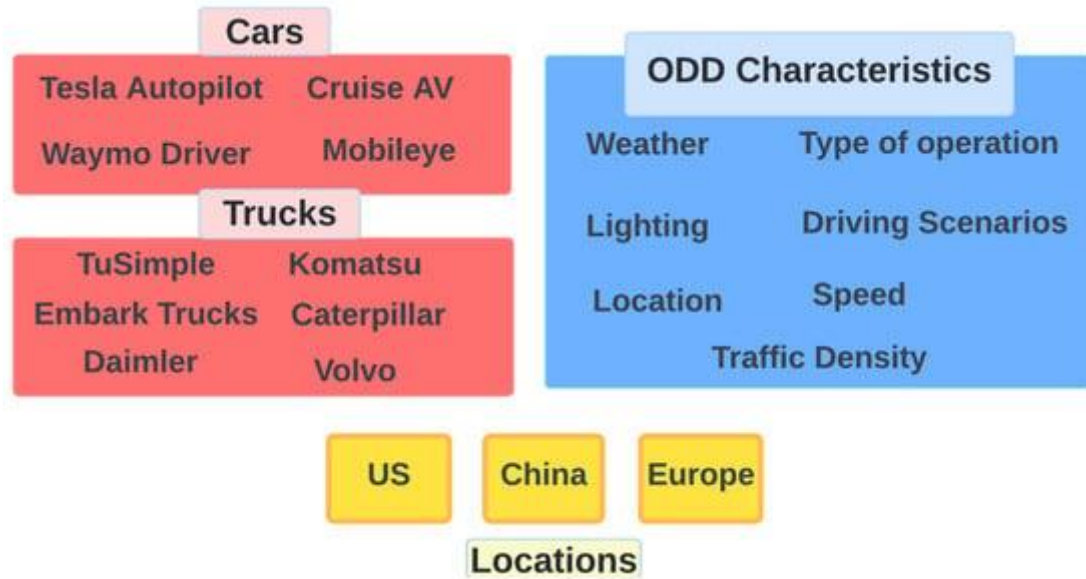 Cars
Tesla Autopilot Cruise AV
Waymo Driver Mobileye
Trucks
TuSimple Komatsu
Embark Trucks Caterpillar
Daimler Volvo
ODD Characteristics
Weather Type of operation
Lighting Driving Scenarios
Location Speed
Traffic Density
US China Europe
Locations